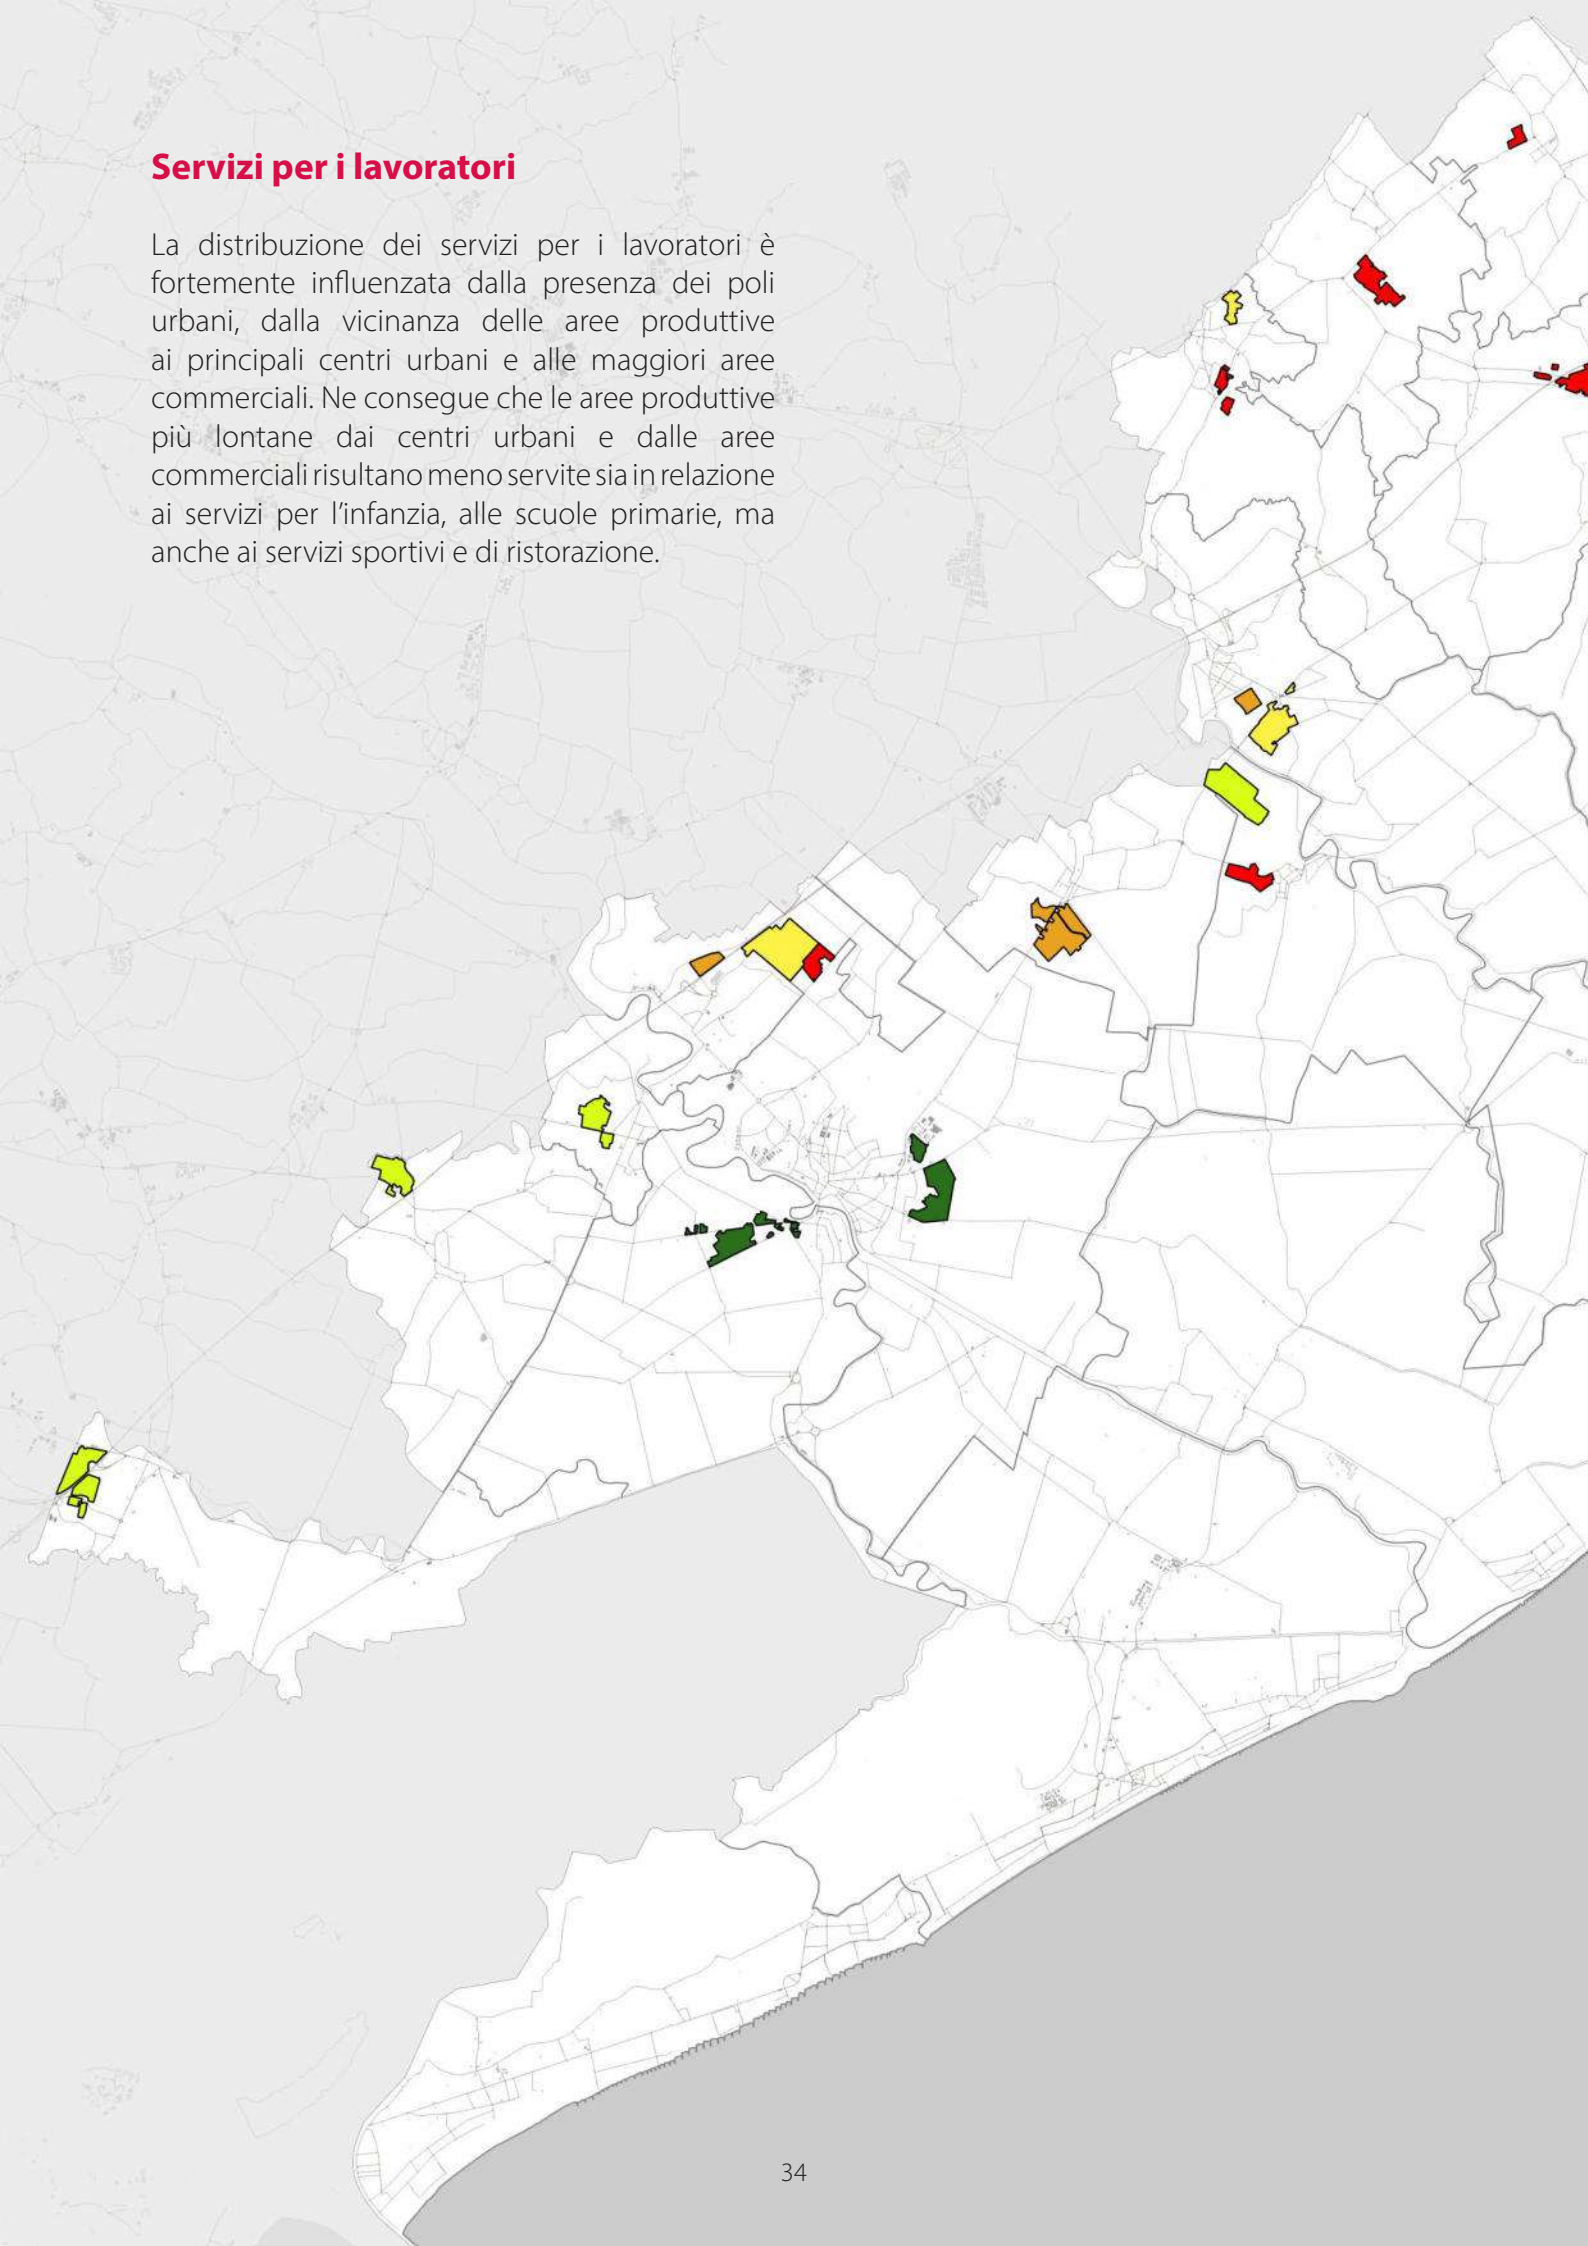 Servizi per i lavoratori
La distribuzione dei servizi per i lavoratori è
fortemente influenzata dalla presenza dei poli
urbani, dalla vicinanza delle aree produttive
ai principali centri urbani e alle maggiori aree
commerciali. Ne consegue che le aree produttive
più lontane dai centri urbani e dalle aree
commerciali risultano meno servite sia in relazione
ai servizi per l'infanzia, alle scuole primarie, ma
anche ai servizi sportivi e di ristorazione.
34